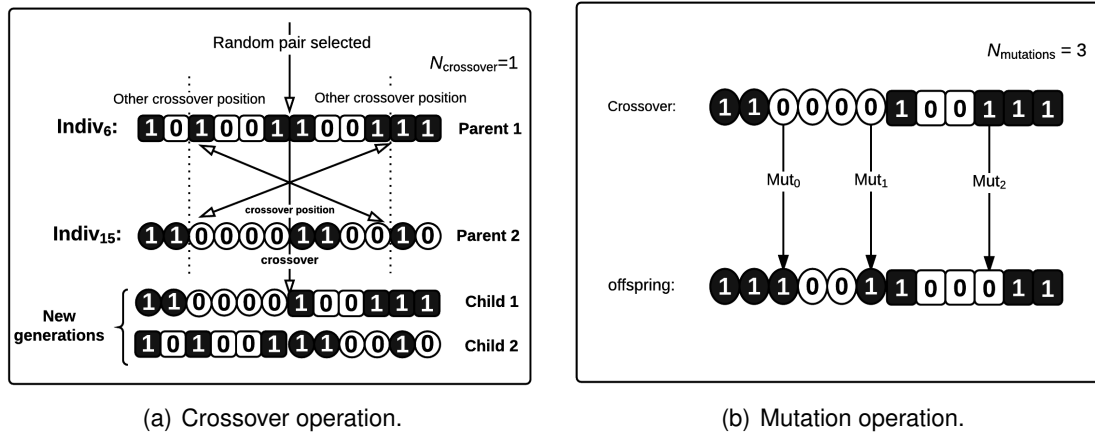 Random pair selected
N_crossover=1
Other crossover position Other crossover position
Indiv_6: 1 0 1 0 0 1 1 0 0 1 1 1 Parent 1
crossover position
Indiv_15: 1 1 0 0 0 0 1 1 0 0 1 0 Parent 2
crossover
1 1 0 0 0 0 1 0 0 1 1 1 Child 1
New
generations
1 0 1 0 0 1 1 1 0 0 1 0 Child 2
(a) Crossover operation.
N_mutations = 3
Crossover: 1 1 0 0 0 0 1 0 0 1 1 1
Mut_0 Mut_1 Mut_2
offspring: 1 1 1 0 0 1 1 0 0 0 1 1
(b) Mutation operation.